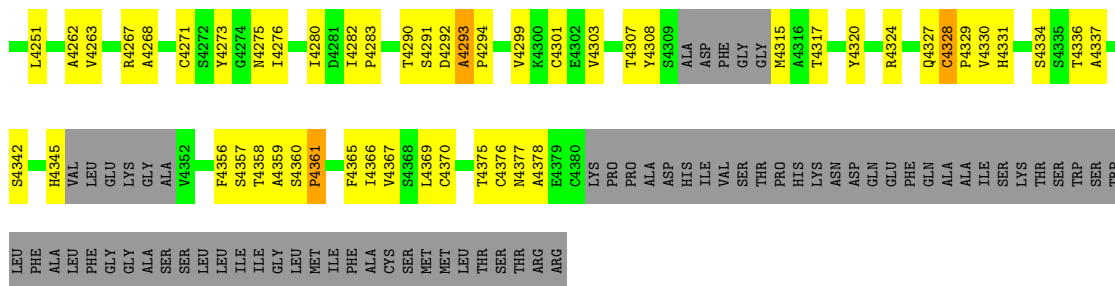 L4251 A4262 V4263 R4267 A4268 C4271 S4272 Y4273 G4274 N4275 I4276 I4280 D4281 I4282 P4283 T4290 S4291 D4292 A4293 P4294 V4299 K4300 C4301 E4302 V4303 T4307 Y4308 S4309 ALA ASP PHE GLY GLY M4315 A4316 T4317 Y4320 R4324 Q4327 C4328 P4329 V4330 H4331 S4334 S4335 T4336 A4337
S4342 H4345 VAL LEU GLU LYS GLY ALA V4352 F4356 S4357 T4358 A4359 S4360 P4361 F4365 I4366 V4367 S4368 L4369 C4370 T4375 C4376 N4377 A4378 E4379 C4380 LYS PRO PRO ALA ASP HIS ILE VAL SER THR PRO HIS LYS ASN ASP GLN GLU PHE GLN ALA ALA ILE SER LYS THR SER TRP SER TRP
LEU PHE ALA LEU PHE GLY GLY ALA SER SER LEU LEU ILE ILE GLY LEU MET ILE PHE ALA CYS SER MET MET LEU THR SER THR ARG ARG